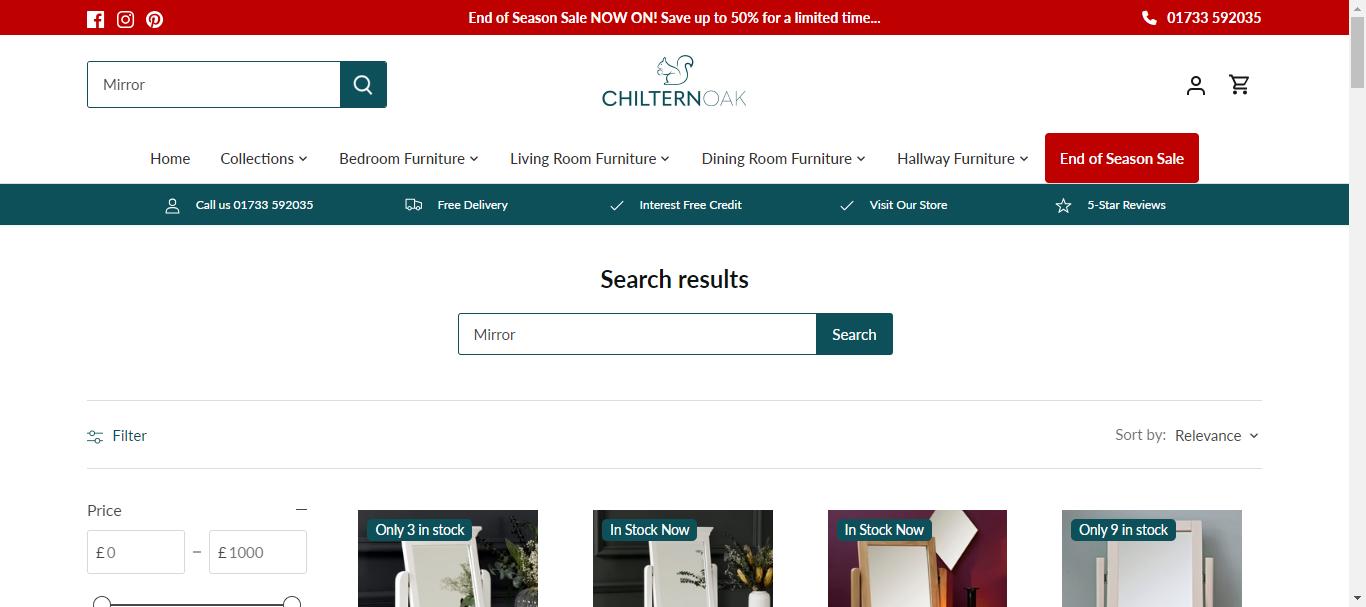 End of Season Sale NOW ON! Save up to 50% for a limited time...
01733 592035
Mirror
CHILTERNOAK
Home
Collections
Bedroom Furniture
Living Room Furniture
Dining Room Furniture
Hallway Furniture
End of Season Sale
Call us 01733 592035
Free Delivery
Interest Free Credit
Visit Our Store
5-Star Reviews
Search results
Mirror
Search
Filter
Sort by: Relevance
Price
£ 0 – £ 1000
Only 3 in stock
In Stock Now
In Stock Now
Only 9 in stock